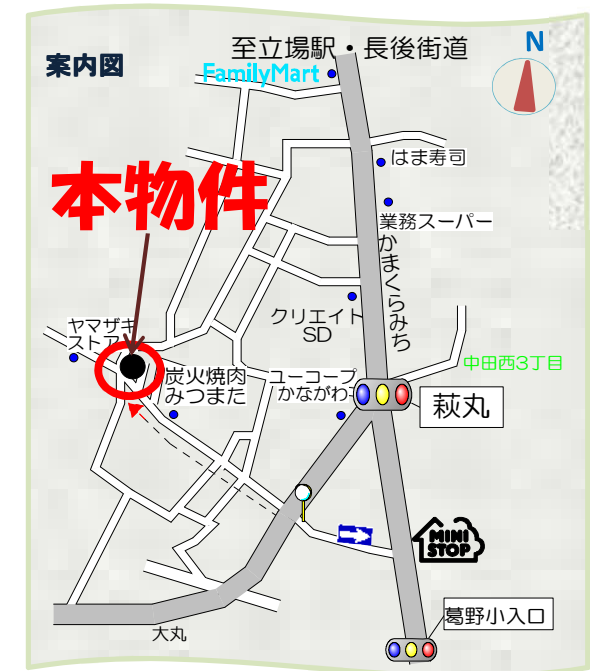 至立場駅・長後街道
N
案内図
FamilyMart
はま寿司
本物件
業務スーパー
かまくらみち
クリエイト
SD
ヤマザキ
ストア
中田西3丁目
炭火焼肉
みつまた
ユーコープ
かながわ
萩丸
MINI
STOP
葛野小入口
大丸